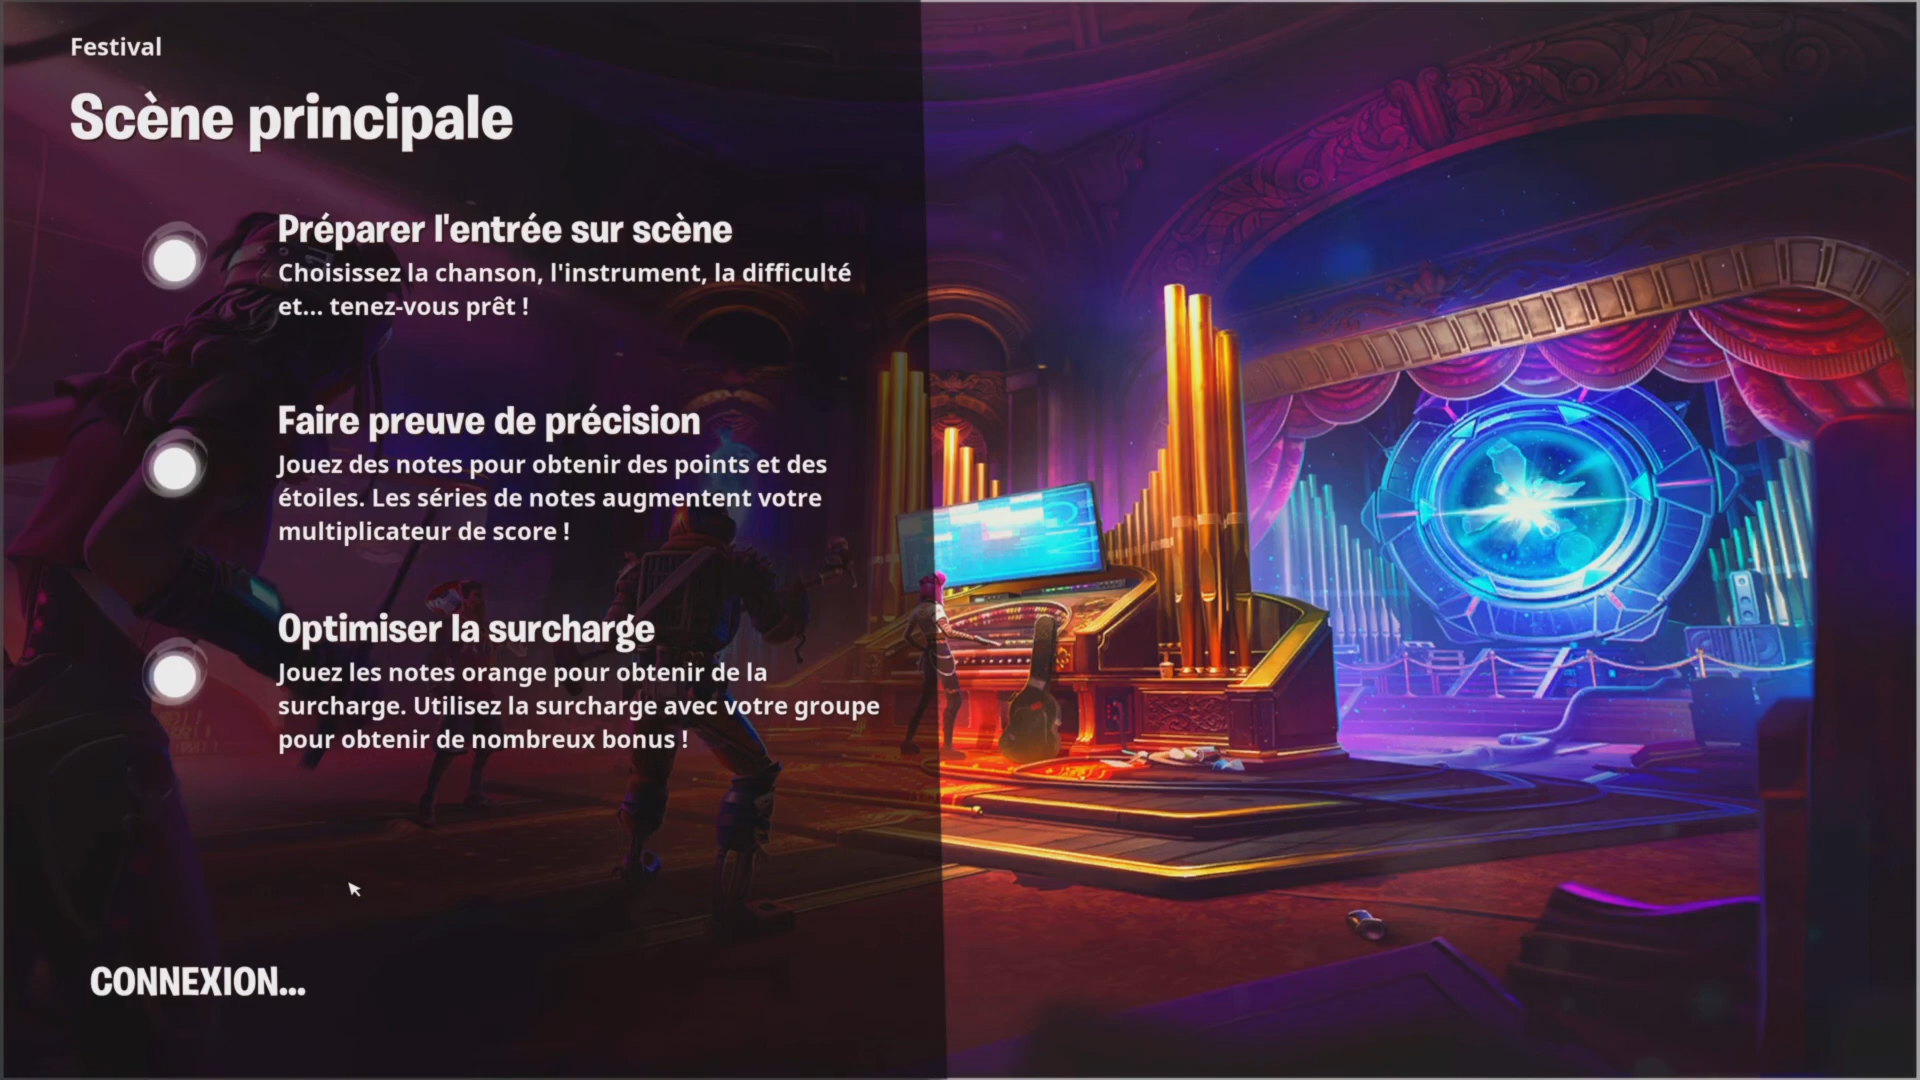 Festival
Scène principale
Préparer l'entrée sur scène
Choisissez la chanson, l'instrument, la difficulté
et... tenez-vous prêt !
Faire preuve de précision
Jouez des notes pour obtenir des points et des
étoiles. Les séries de notes augmentent votre
multiplicateur de score !
Optimiser la surcharge
Jouez les notes orange pour obtenir de la
surcharge. Utilisez la surcharge avec votre groupe
pour obtenir de nombreux bonus !
CONNEXION...